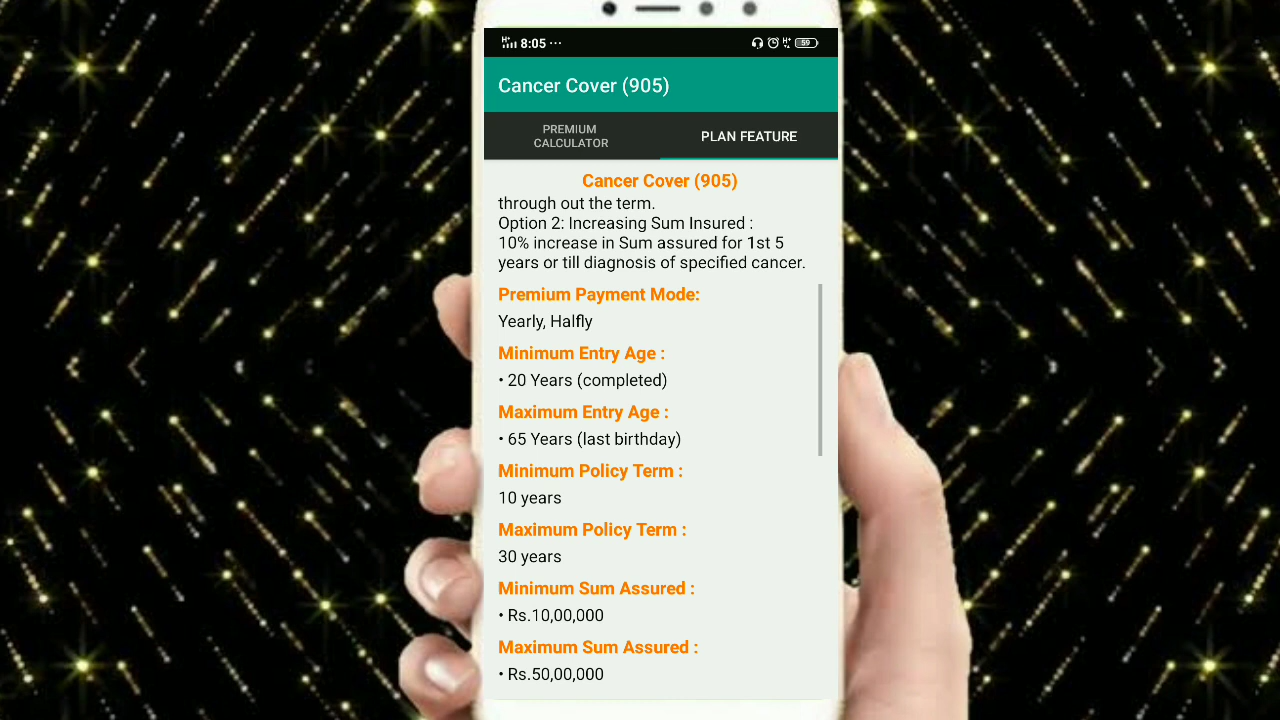 8:05 ...
59
Cancer Cover (905)
PREMIUM
CALCULATOR
PLAN FEATURE
Cancer Cover (905)
through out the term.
Option 2: Increasing Sum Insured :
10% increase in Sum assured for 1st 5
years or till diagnosis of specified cancer.
Premium Payment Mode:
Yearly, Halfly
Minimum Entry Age :
• 20 Years (completed)
Maximum Entry Age :
• 65 Years (last birthday)
Minimum Policy Term :
10 years
Maximum Policy Term :
30 years
Minimum Sum Assured :
• Rs.10,00,000
Maximum Sum Assured :
• Rs.50,00,000